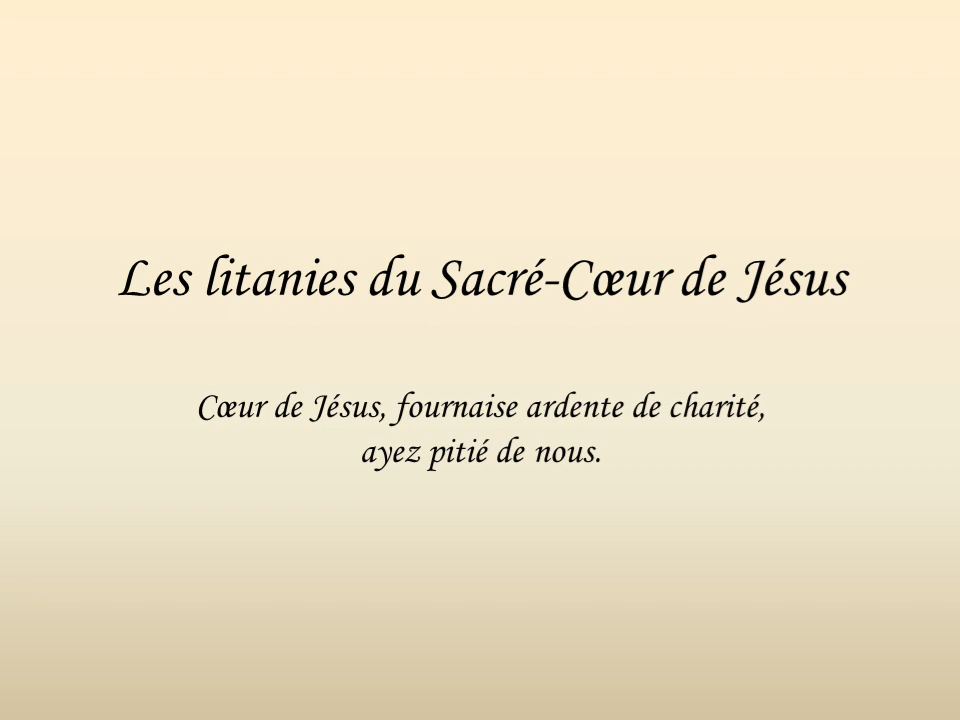 Les litanies du Sacré-Cœur de Jésus
Cœur de Jésus, fournaise ardente de charité,
ayez pitié de nous.